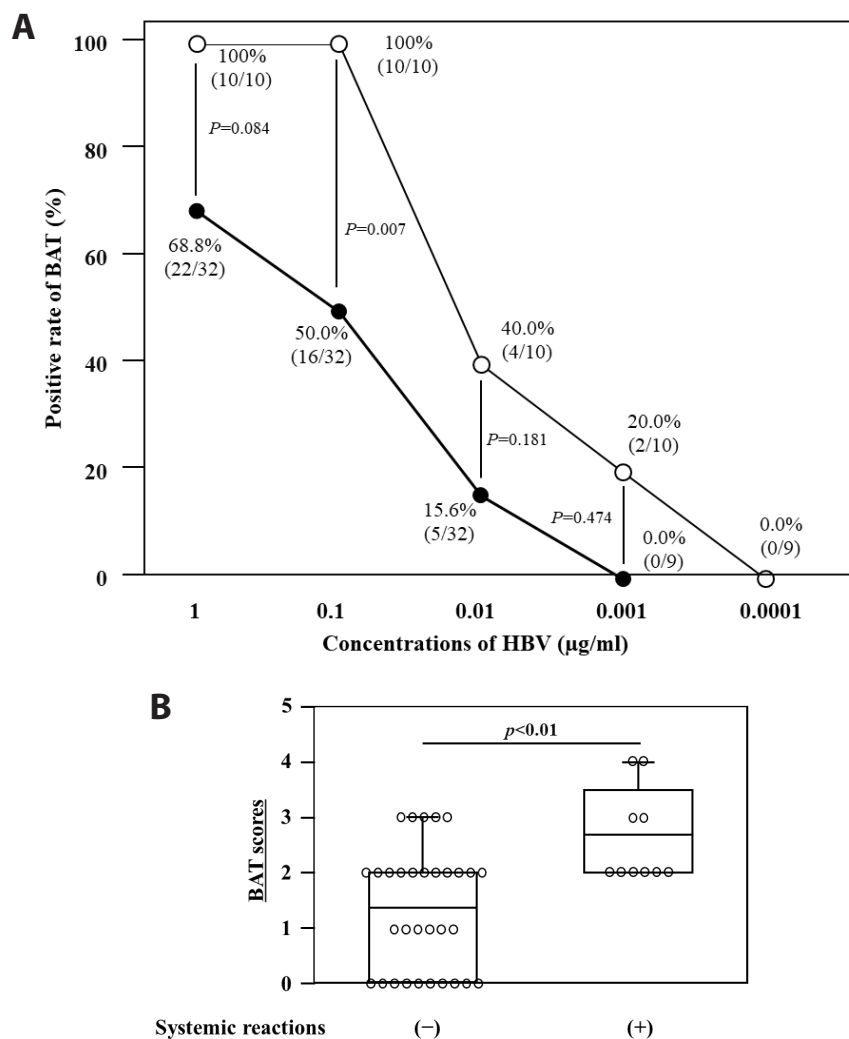 A
100
100%
(10/10)
100%
(10/10)
P=0.084
80
68.8%
(22/32)
P=0.007
60
50.0%
(16/32)
40.0%
(4/10)
40
P=0.181
20.0%
(2/10)
20
15.6%
(5/32)
P=0.474
0.0%
(0/9)
0.0%
(0/9)
0
Positive rate of BAT (%)
1 0.1 0.01 0.001 0.0001
Concentrations of HBV (μg/ml)
B
5
p<0.01
4
3
2
1
0
BAT scores
Systemic reactions (−) (+)